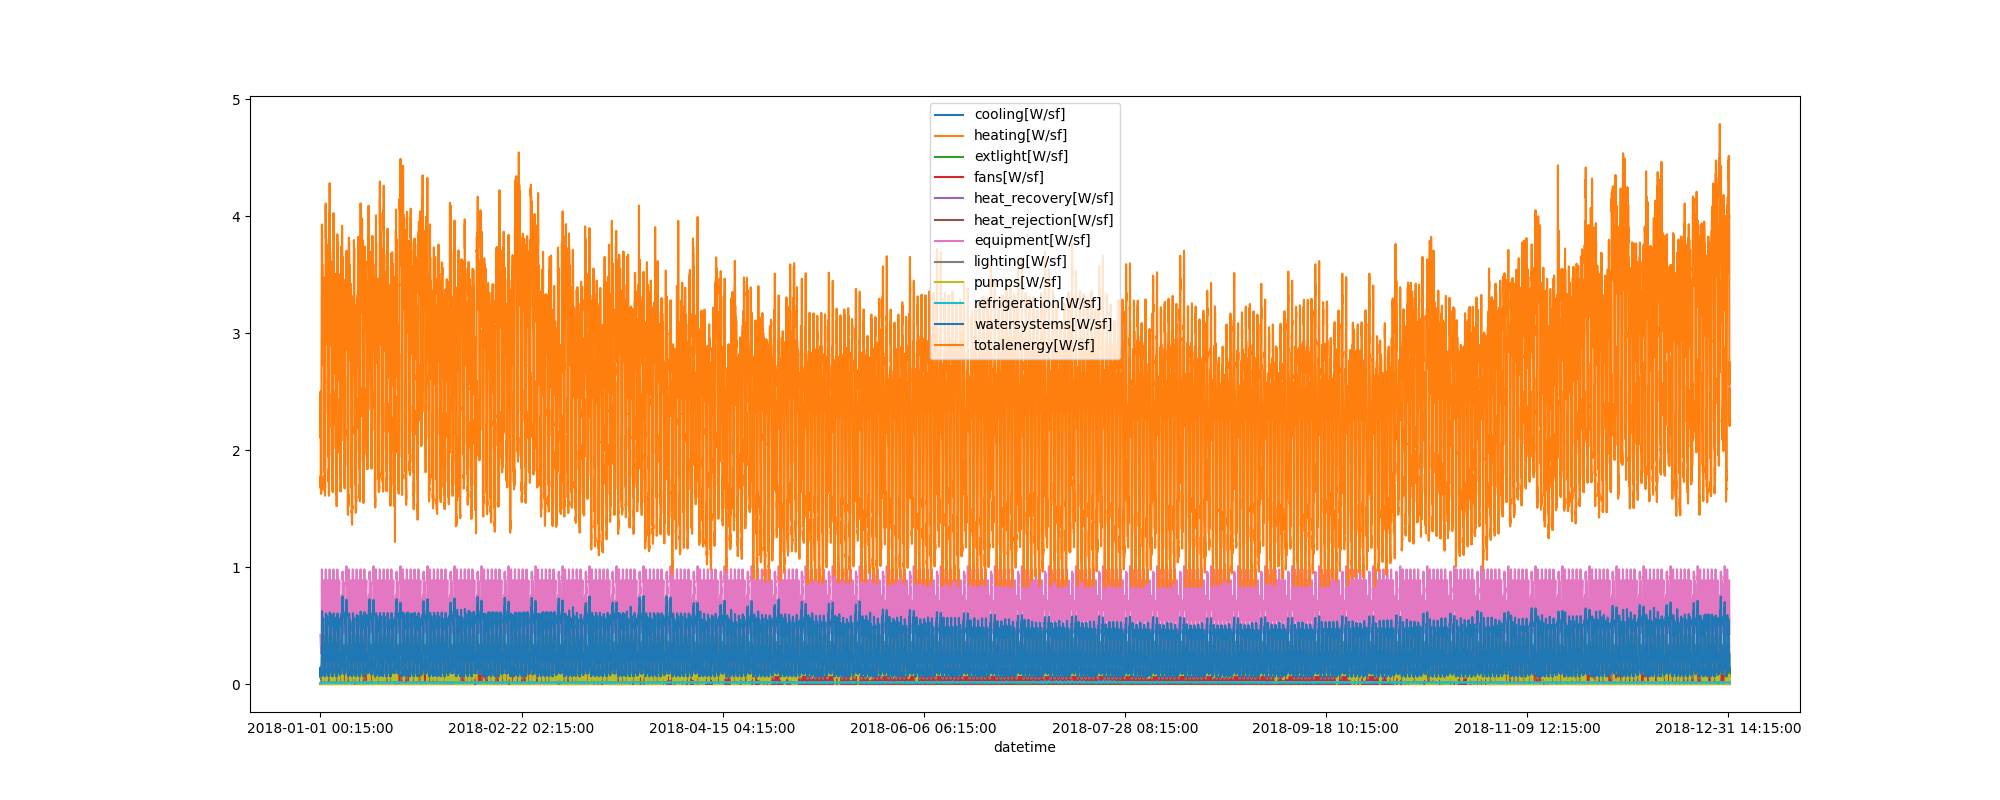 5
4
3
2
1
0
cooling[W/sf]
heating[W/sf]
extlight[W/sf]
fans[W/sf]
heat_recovery[W/sf]
heat_rejection[W/sf]
equipment[W/sf]
lighting[W/sf]
pumps[W/sf]
refrigeration[W/sf]
watersystems[W/sf]
totalenergy[W/sf]
2018-01-01 00:15:00
2018-02-22 02:15:00
2018-04-15 04:15:00
2018-06-06 06:15:00
2018-07-28 08:15:00
2018-09-18 10:15:00
2018-11-09 12:15:00
2018-12-31 14:15:00
datetime